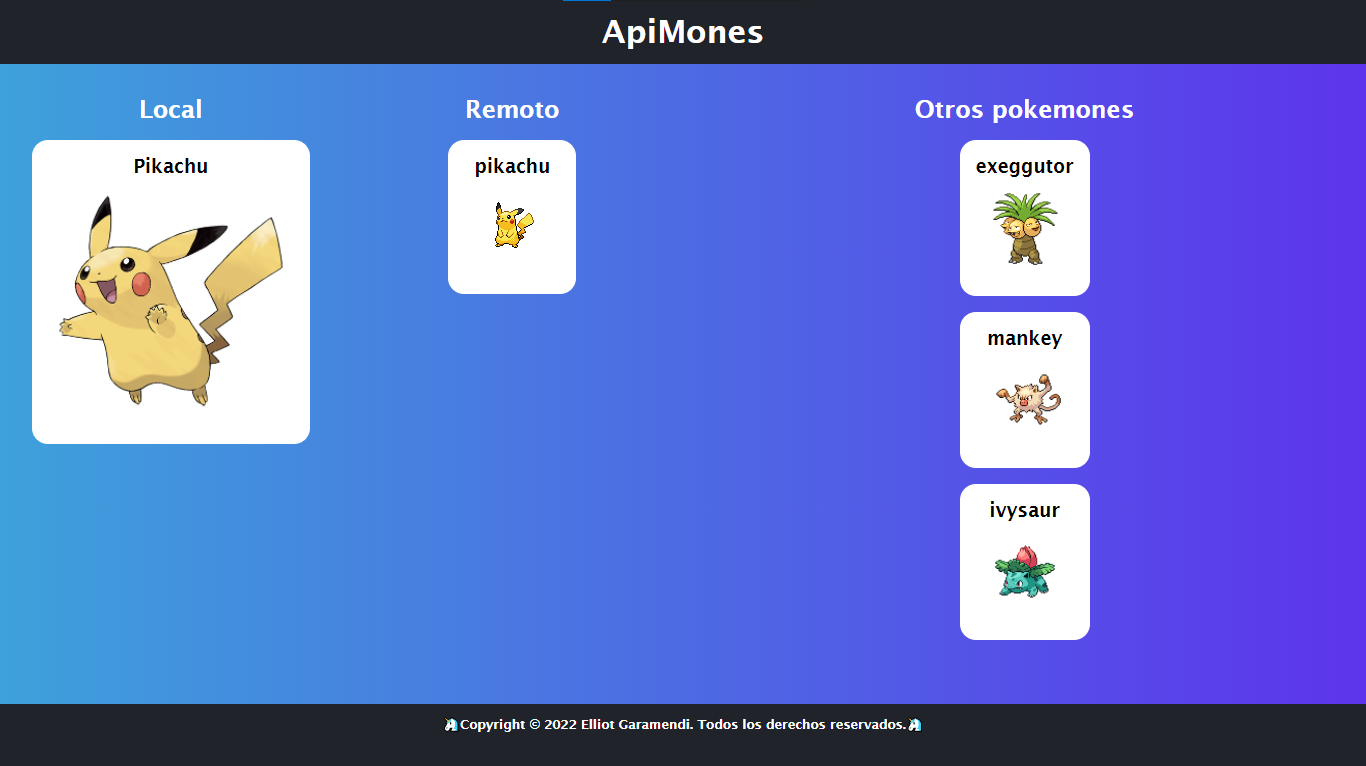 ApiMones
Local
Pikachu
Remoto
pikachu
Otros pokemones
exeggutor
mankey
ivysaur
🦄Copyright © 2022 Elliot Garamendi. Todos los derechos reservados.🦄